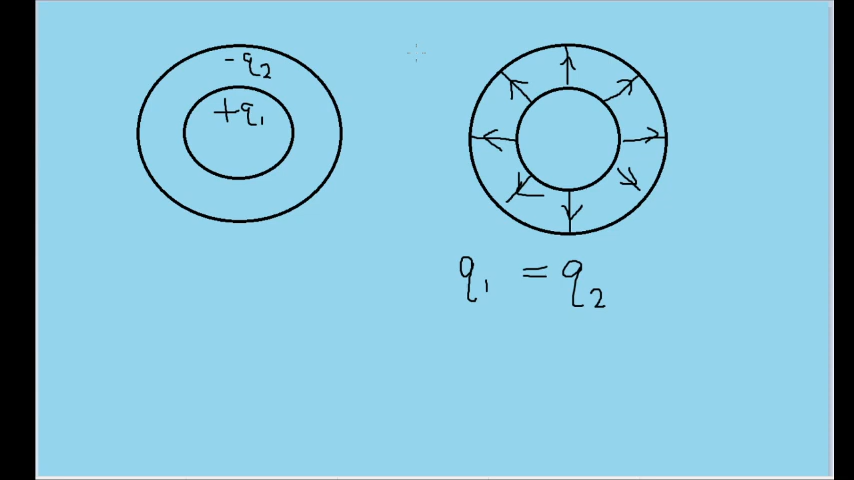 -q₂
+q₁
q₁ = q₂